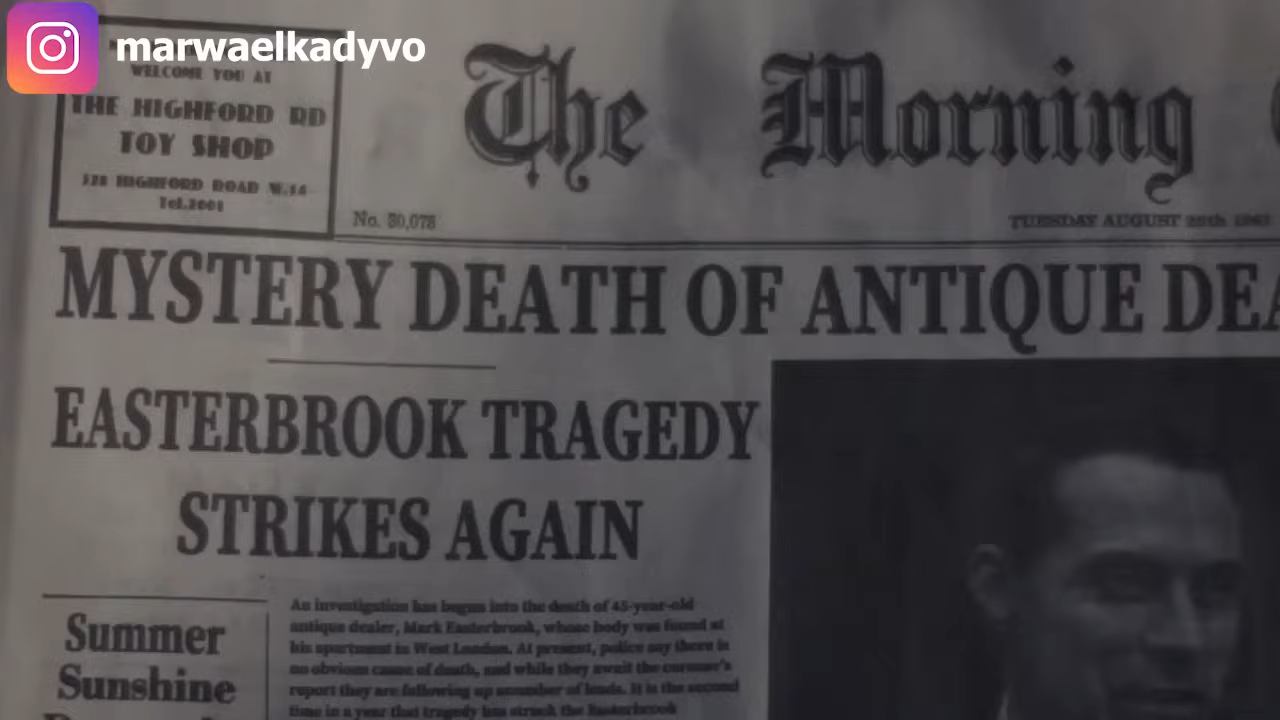 marwaelkadyvo
WELCOME YOU AT
THE HIGHFORD RD
TOY SHOP
328 HIGHFORD ROAD W.14
Tel.2001
The Morning
No. 30,078
TUESDAY AUGUST
MYSTERY DEATH OF ANTIQUE DEA
EASTERBROOK TRAGEDY
STRIKES AGAIN
Summer
Sunshine
An investigation has begun into the death of 45-year-old
antique dealer, Mark Easterbrook, whose body was found at
his apartment in West London. At present, police say there is
no obvious cause of death, and while they await the coroner's
report they are following up a number of leads. It is the second
time in a year that tragedy has struck the Easterbrook